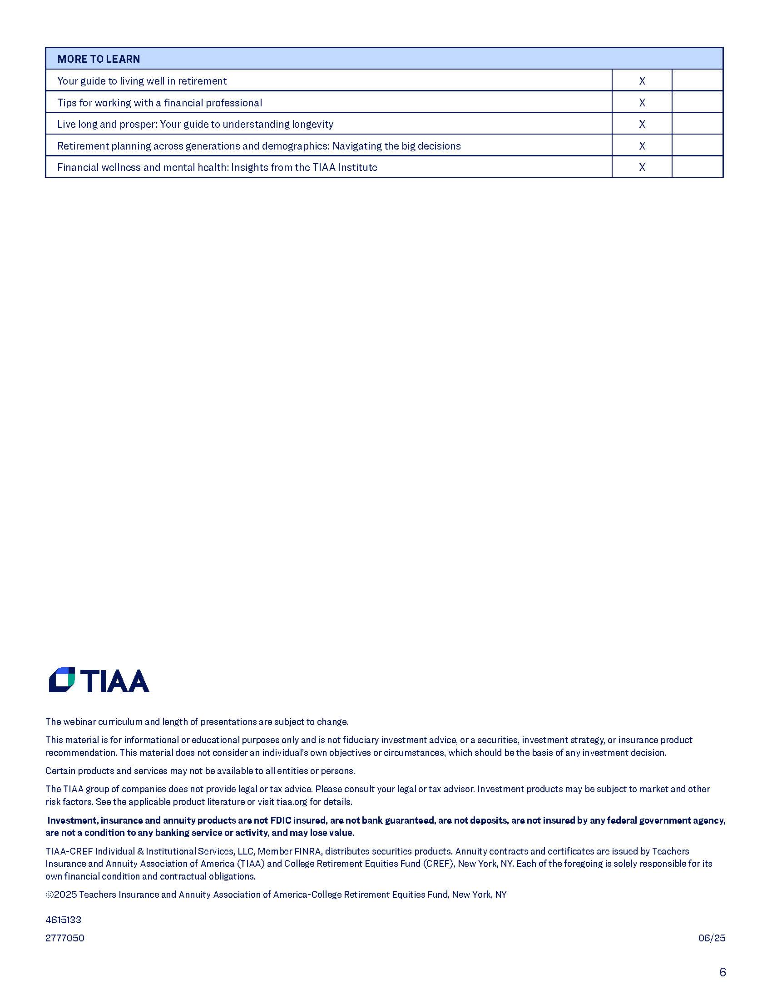 MORE TO LEARN
Your guide to living well in retirement X
Tips for working with a financial professional X
Live long and prosper: Your guide to understanding longevity X
Retirement planning across generations and demographics: Navigating the big decisions X
Financial wellness and mental health: Insights from the TIAA Institute X
TIAA
The webinar curriculum and length of presentations are subject to change.
This material is for informational or educational purposes only and is not fiduciary investment advice, or a securities, investment strategy, or insurance product
recommendation. This material does not consider an individual’s own objectives or circumstances, which should be the basis of any investment decision.
Certain products and services may not be available to all entities or persons.
The TIAA group of companies does not provide legal or tax advice. Please consult your legal or tax advisor. Investment products may be subject to market and other
risk factors. See the applicable product literature or visit tiaa.org for details.
Investment, insurance and annuity products are not FDIC insured, are not bank guaranteed, are not deposits, are not insured by any federal government agency,
are not a condition to any banking service or activity, and may lose value.
TIAA-CREF Individual & Institutional Services, LLC, Member FINRA, distributes securities products. Annuity contracts and certificates are issued by Teachers
Insurance and Annuity Association of America (TIAA) and College Retirement Equities Fund (CREF), New York, NY. Each of the foregoing is solely responsible for its
own financial condition and contractual obligations.
©2025 Teachers Insurance and Annuity Association of America-College Retirement Equities Fund, New York, NY
4615133
2777050 06/25
6